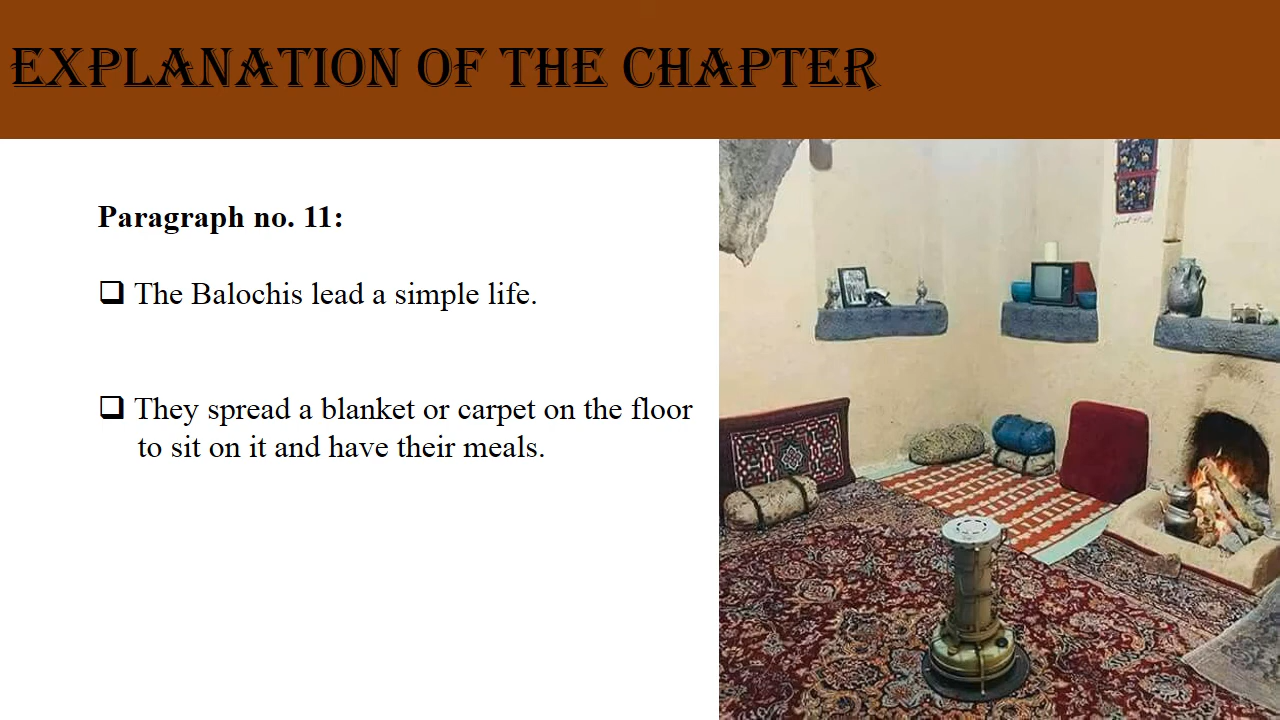 EXPLANATION OF THE CHAPTER
Paragraph no. 11:
❑ The Balochis lead a simple life.
❑ They spread a blanket or carpet on the floor
to sit on it and have their meals.